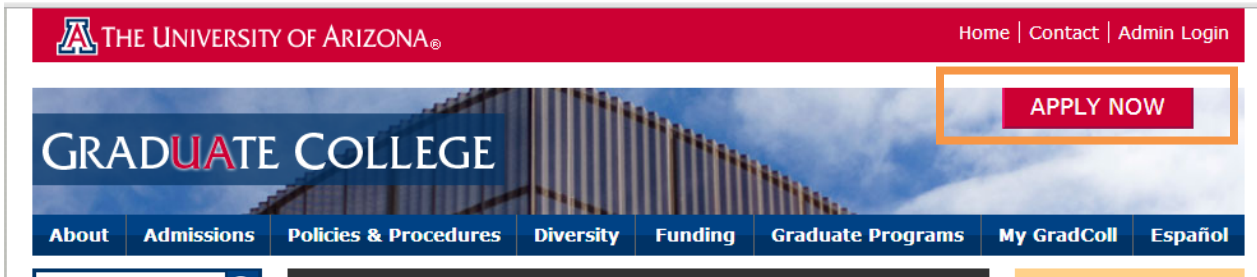 THE UNIVERSITY OF ARIZONA®
Home | Contact | Admin Login
APPLY NOW
GRADUATE COLLEGE
About Admissions Policies & Procedures Diversity Funding Graduate Programs My GradColl Español